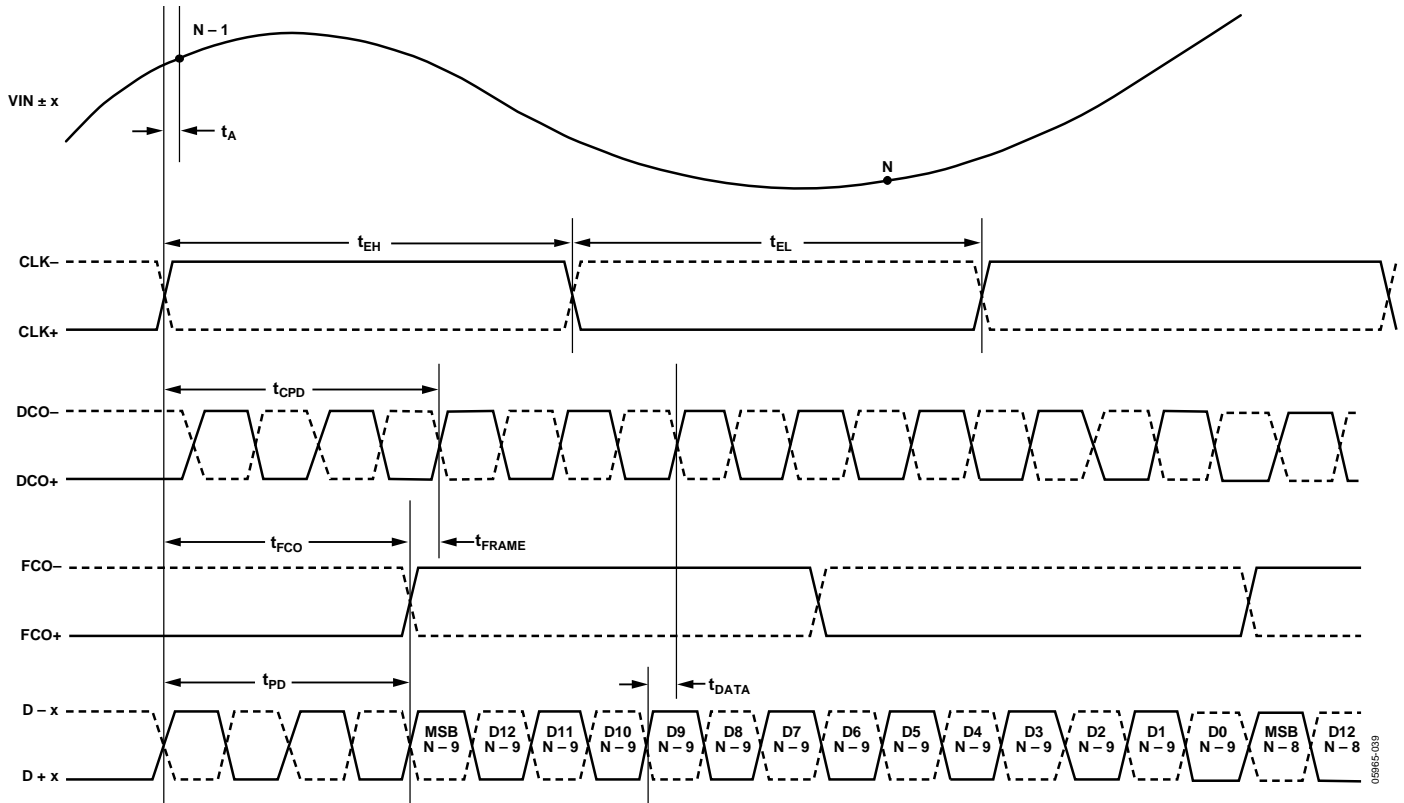 N – 1
VIN ± x
tA
N
tEH
tEL
CLK–
CLK+
tCPD
DCO–
DCO+
tFCO
tFRAME
FCO–
FCO+
tPD
tDATA
D – x
MSB D12 D11 D10 D9 D8 D7 D6 D5 D4 D3 D2 D1 D0 MSB D12
N – 9 N – 9 N – 9 N – 9 N – 9 N – 9 N – 9 N – 9 N – 9 N – 9 N – 9 N – 9 N – 9 N – 9 N – 8 N – 8
D + x
05965-039